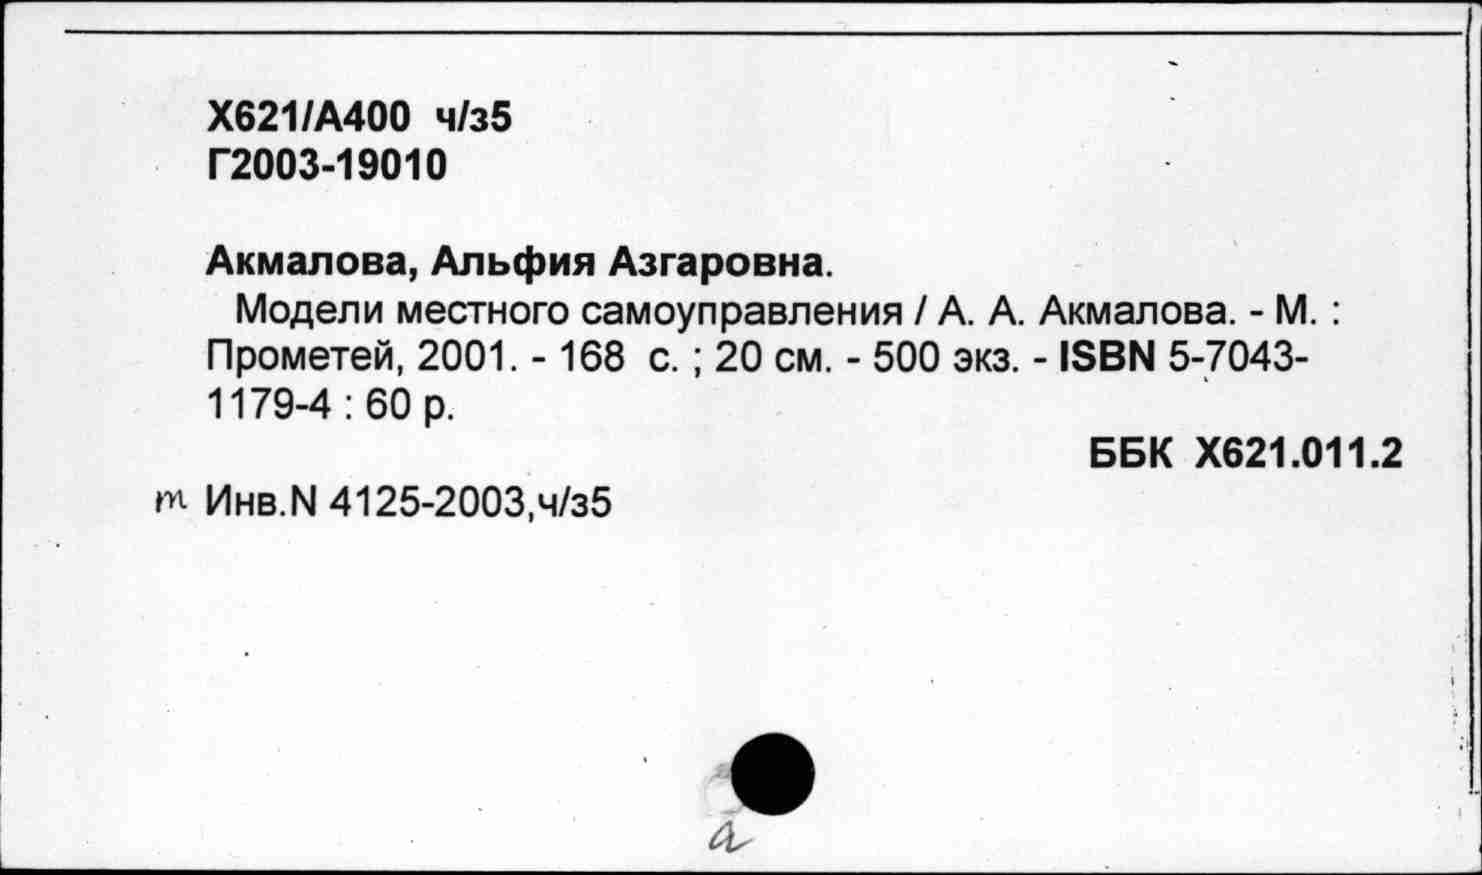 Х621/А400 ч/з5
Г2003-19010
Акмалова, Альфия Азгаровна.
Модели местного самоуправления / А. А. Акмалова. - М. :
Прометей, 2001. - 168 с. ; 20 см. - 500 экз. - ISBN 5-7043-
1179-4 : 60 р.
ББК Х621.011.2
т Инв.N 4125-2003,ч/з5
а